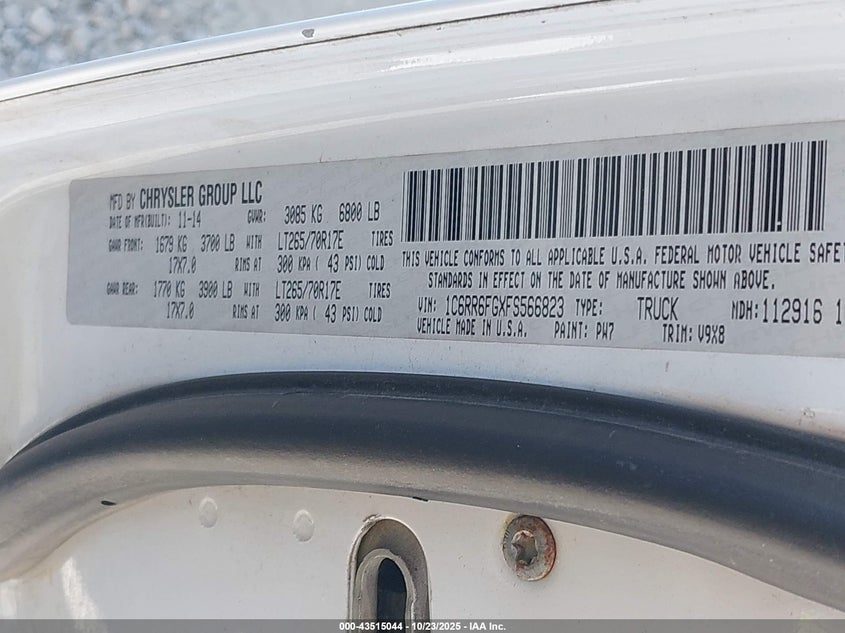 MFD BY CHRYSLER GROUP LLC
DATE OF MFR(BUILT): 11-14 GVWR: 3085 KG 6800 LB
GAWR FRONT: 1679 KG 3700 LB WITH LT265/70R17E TIRES
17X7.0 RIMS AT 300 KPA ( 43 PSI) COLD
GAWR REAR: 1770 KG 3900 LB WITH LT265/70R17E TIRES
17X7.0 RIMS AT 300 KPA ( 43 PSI) COLD
THIS VEHICLE CONFORMS TO ALL APPLICABLE U.S.A. FEDERAL MOTOR VEHICLE SAFET
STANDARDS IN EFFECT ON THE DATE OF MANUFACTURE SHOWN ABOVE.
VIN: 1C6RR6FGXFS566823 TYPE: TRUCK MDH: 112916 1
VEHICLE MADE IN U.S.A. PAINT: PW7 TRIM: V9X8
000-43515044 - 10/23/2025 - IAA Inc.